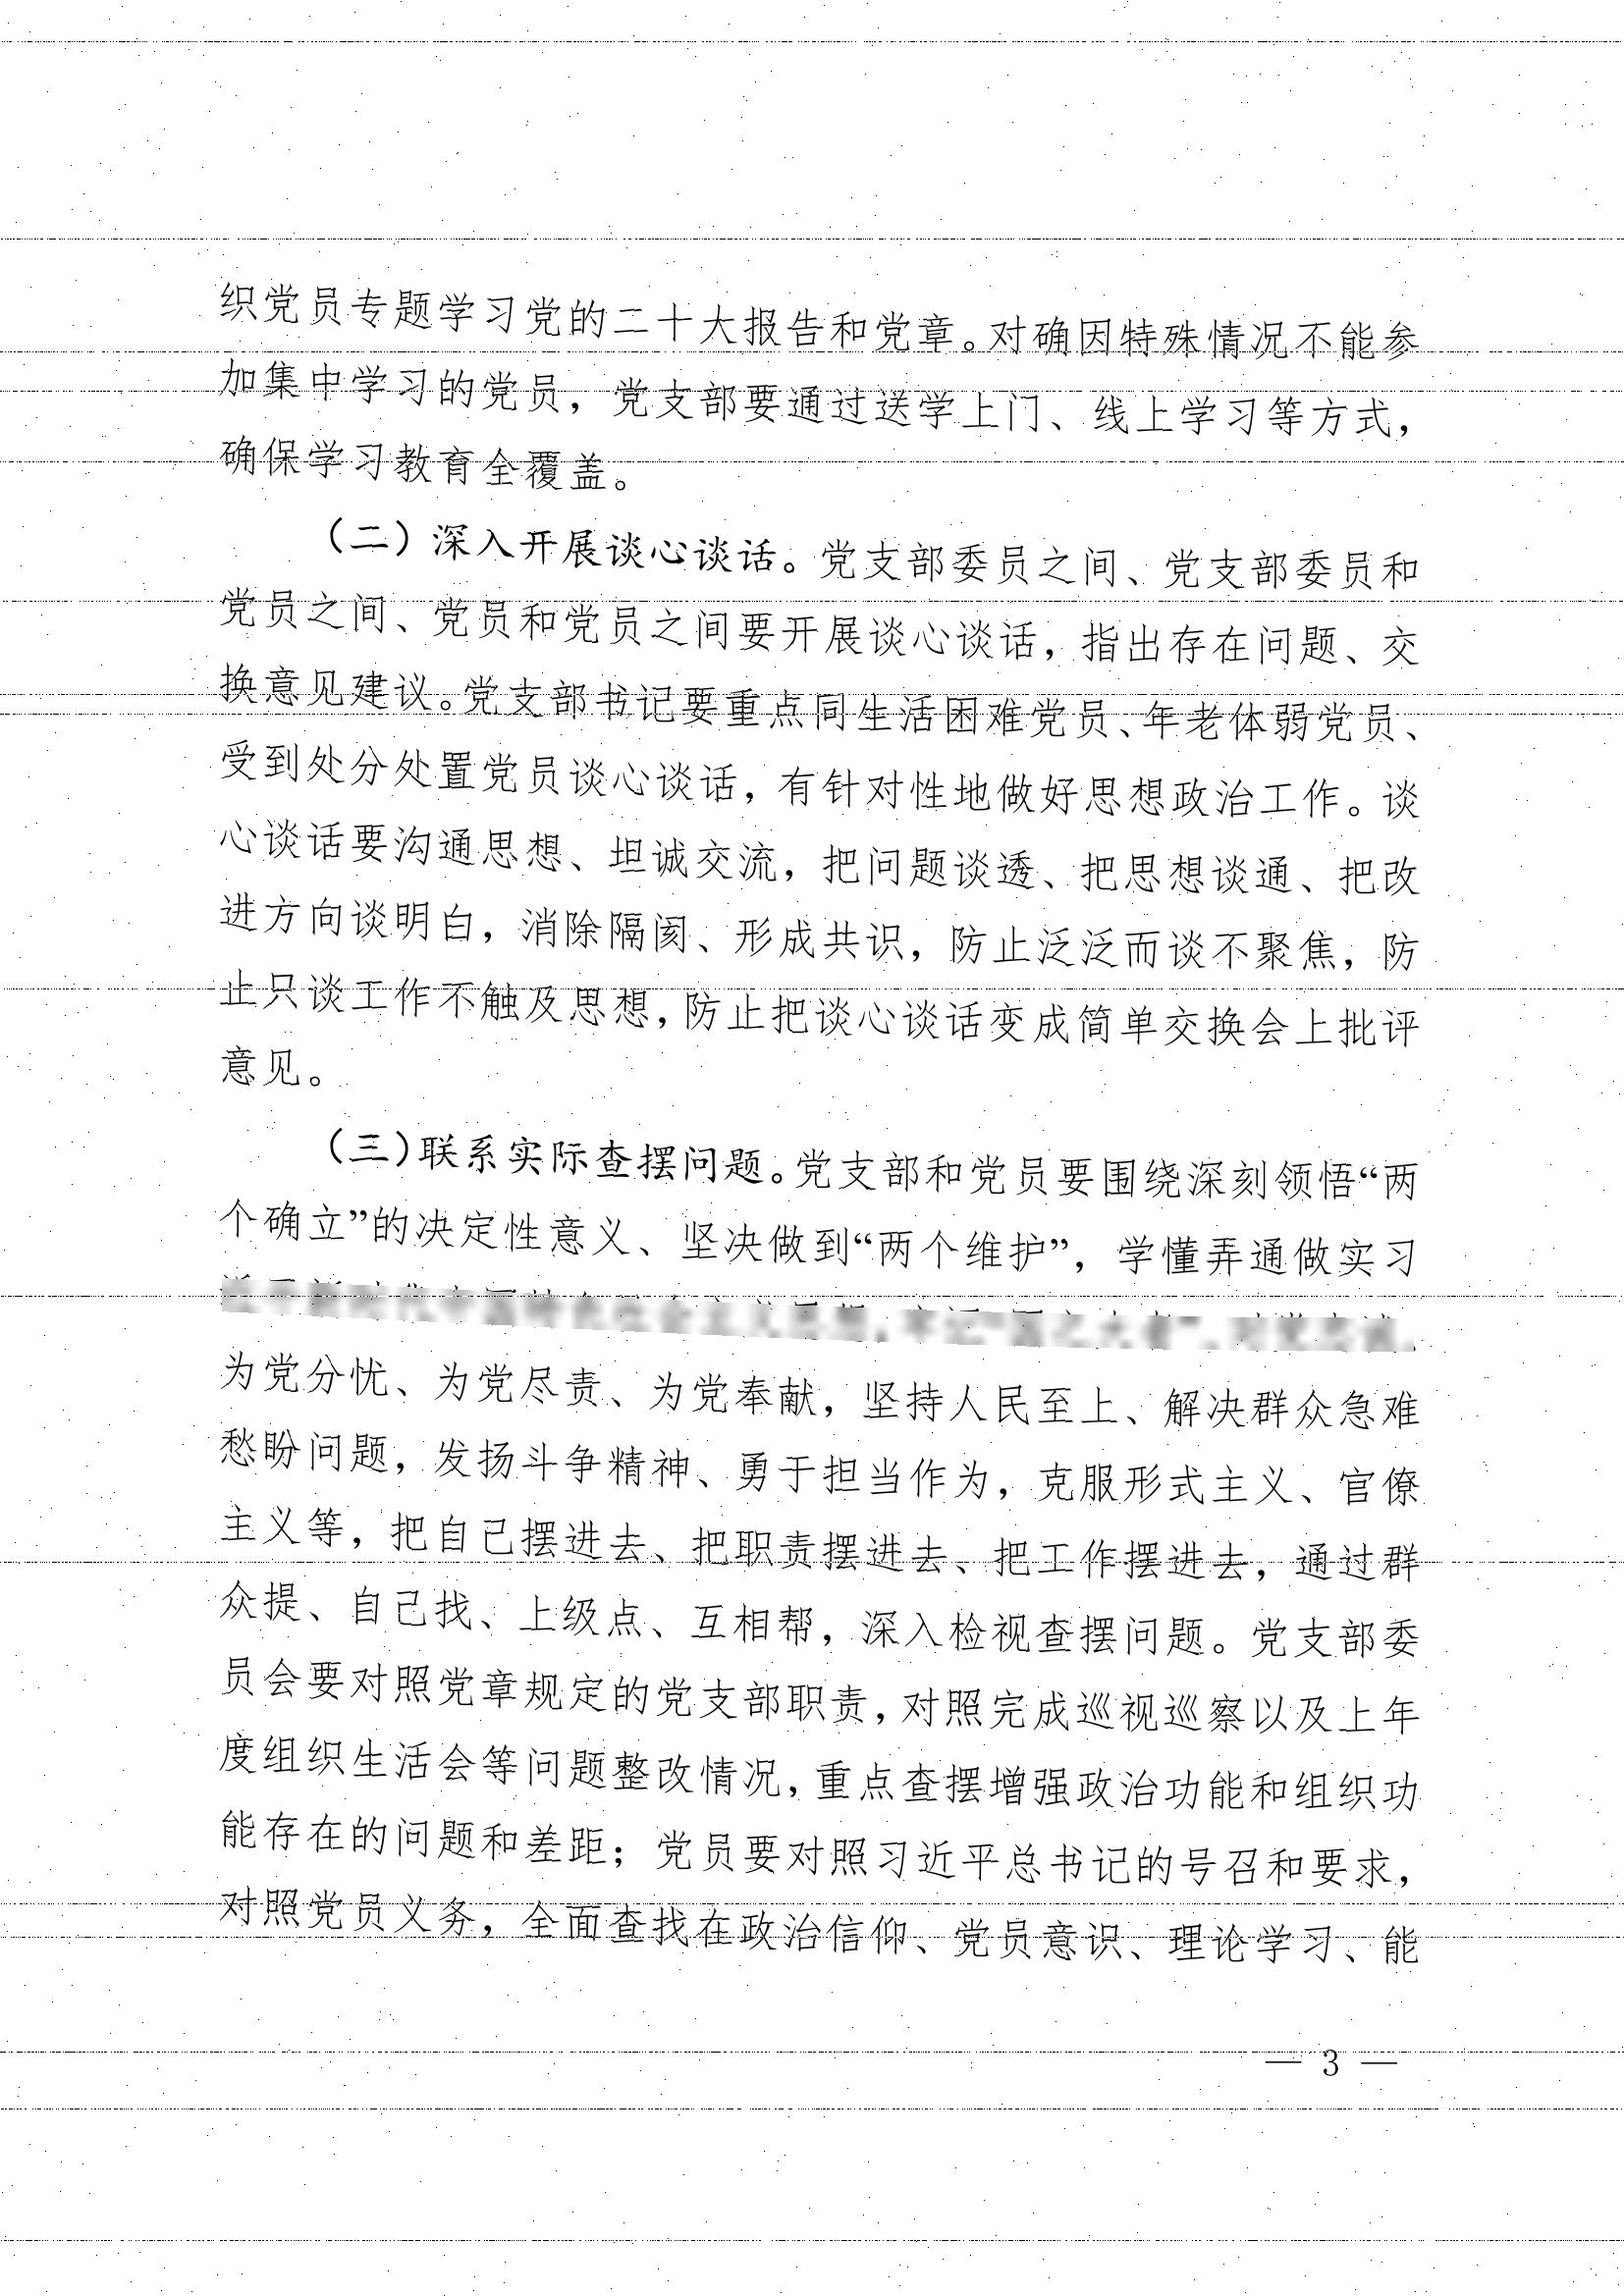 织党员专题学习党的二十大报告和党章。对确因特殊情况不能参
加集中学习的党员，党支部要通过送学上门、线上学习等方式，
确保学习教育全覆盖。
（二）深入开展谈心谈话。党支部委员之间、党支部委员和
党员之间、党员和党员之间要开展谈心谈话，指出存在问题、交
换意见建议。党支部书记要重点同生活困难党员、年老体弱党员、
受到处分处置党员谈心谈话，有针对性地做好思想政治工作。谈
心谈话要沟通思想、坦诚交流，把问题谈透、把思想谈通、把改
进方向谈明白，消除隔阂、形成共识，防止泛泛而谈不聚焦，防
止只谈工作不触及思想，防止把谈心谈话变成简单交换会上批评
意见。
（三）联系实际查摆问题。党支部和党员要围绕深刻领悟“两
个确立”的决定性意义、坚决做到“两个维护”，学懂弄通做实习
为党分忧、为党尽责、为党奉献，坚持人民至上、解决群众急难
愁盼问题，发扬斗争精神、勇于担当作为，克服形式主义、官僚
主义等，把自己摆进去、把职责摆进去、把工作摆进去，通过群
众提、自己找、上级点、互相帮，深入检视查摆问题。党支部委
员会要对照党章规定的党支部职责，对照完成巡视巡察以及上年
度组织生活会等问题整改情况，重点查摆增强政治功能和组织功
能存在的问题和差距；党员要对照习近平总书记的号召和要求，
对照党员义务，全面查找在政治信仰、党员意识、理论学习、能
— 3 —